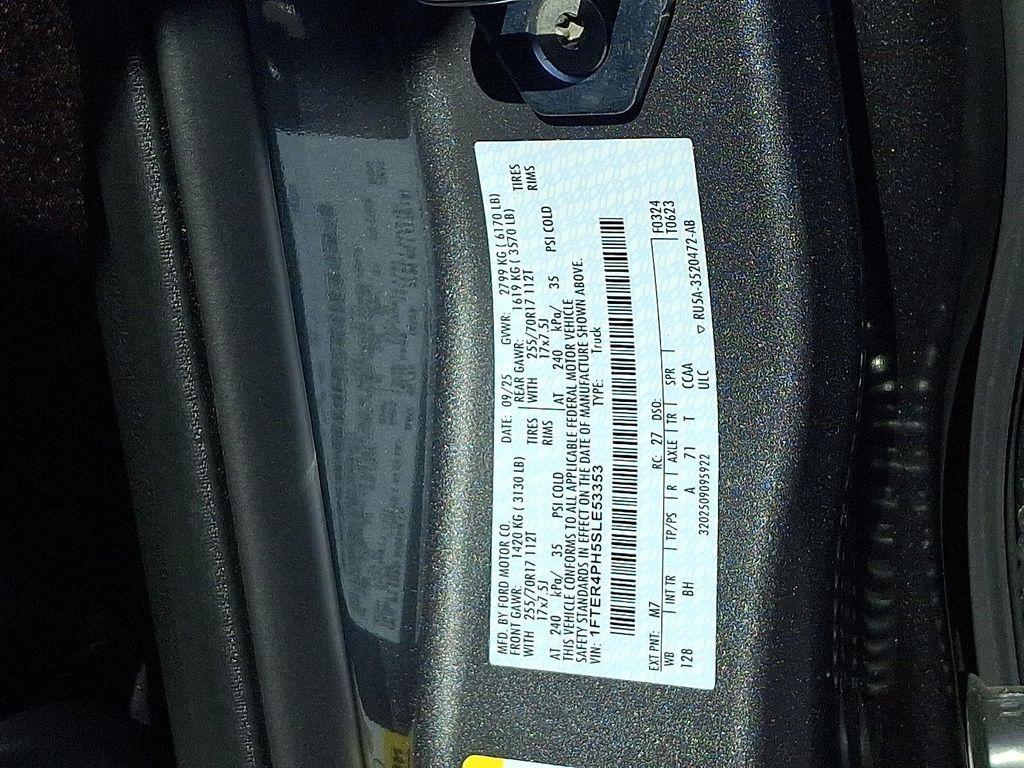 MFD. BY FORD MOTOR CO. DATE: 09/25 GVWR: 2799 KG ( 6170 LB)
FRONT GAWR: 1420 KG ( 3130 LB) REAR GAWR: 1619 KG ( 3570 LB)
WITH 255/70R17 112T TIRES WITH 255/70R17 112T TIRES
17x7.5J RIMS 17x7.5J RIMS
AT 240 kPa/ 35 PSI COLD AT 240 kPa/ 35 PSI COLD
THIS VEHICLE CONFORMS TO ALL APPLICABLE FEDERAL MOTOR VEHICLE
SAFETY STANDARDS IN EFFECT ON THE DATE OF MANUFACTURE SHOWN ABOVE.
VIN: 1FTER4PH5SLE53353 TYPE: Truck
EXT PNT: M7 RC: 27 DSO: F0324
WB INT TR TP/PS R AXLE TR SPR T0623
128 BH A 71 T CCAA
3202509095922 ULC ▽ RU5A-3520472-AB